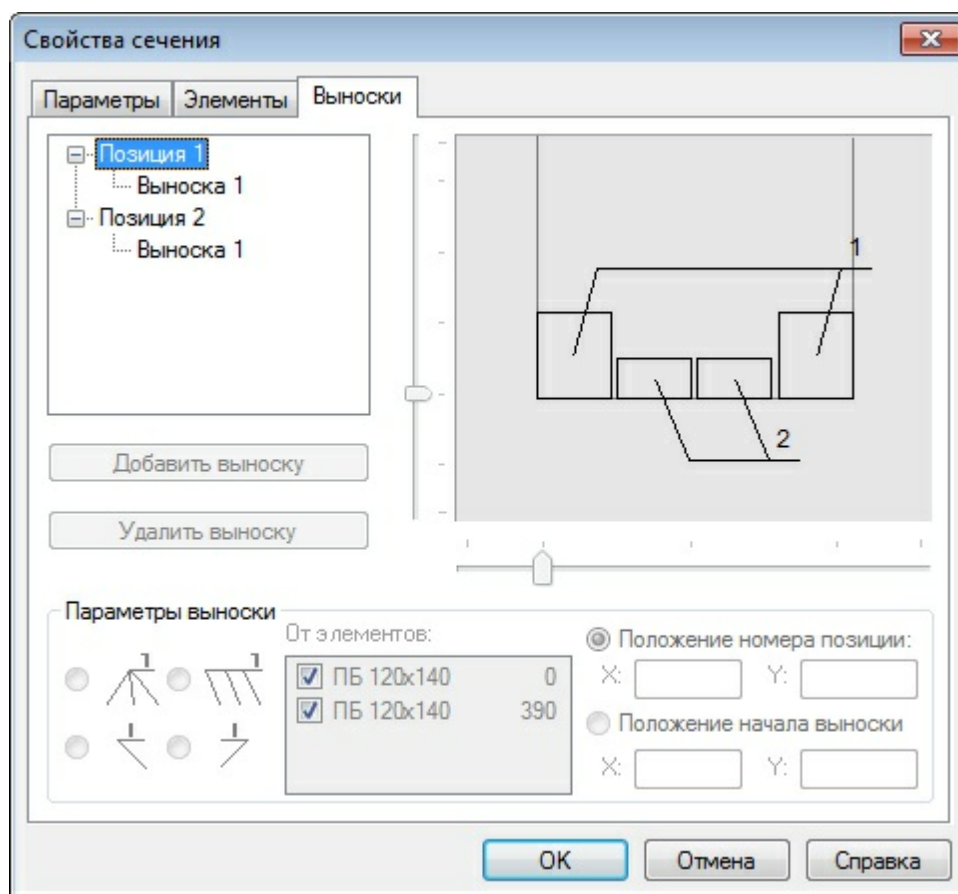 Свойства сечения
Параметры Элементы Выноски
Позиция 1
Выноска 1
Позиция 2
Выноска 1
1
2
Добавить выноску
Удалить выноску
Параметры выноски
От элементов:
1 1
ПБ 120x140 0
ПБ 120x140 390
Положение номера позиции:
X: Y:
Положение начала выноски
X: Y:
OK Отмена Справка